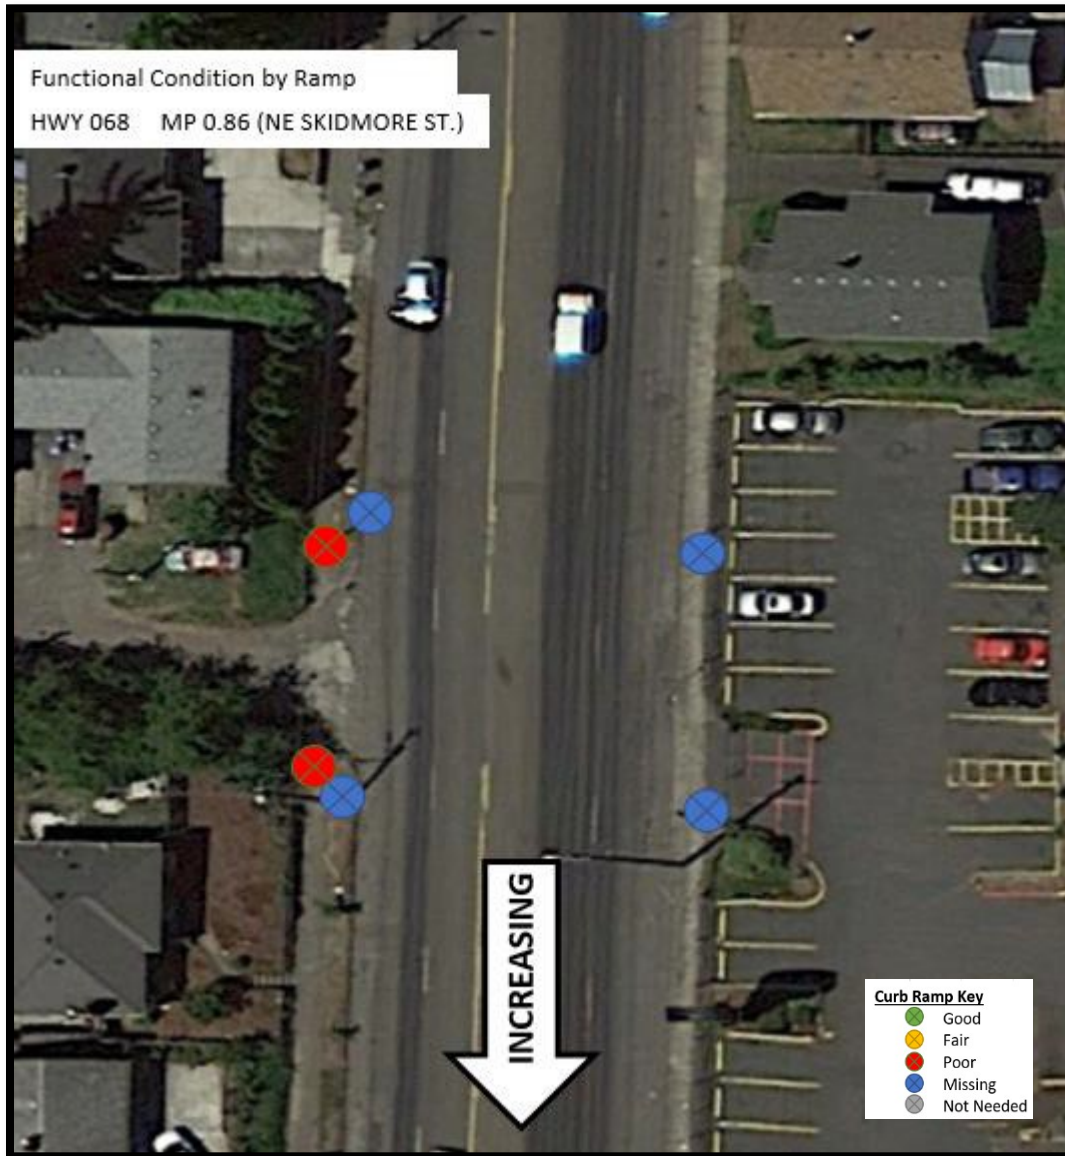 Functional Condition by Ramp
HWY 068 MP 0.86 (NE SKIDMORE ST.)
INCREASING
Curb Ramp Key
Good
Fair
Poor
Missing
Not Needed